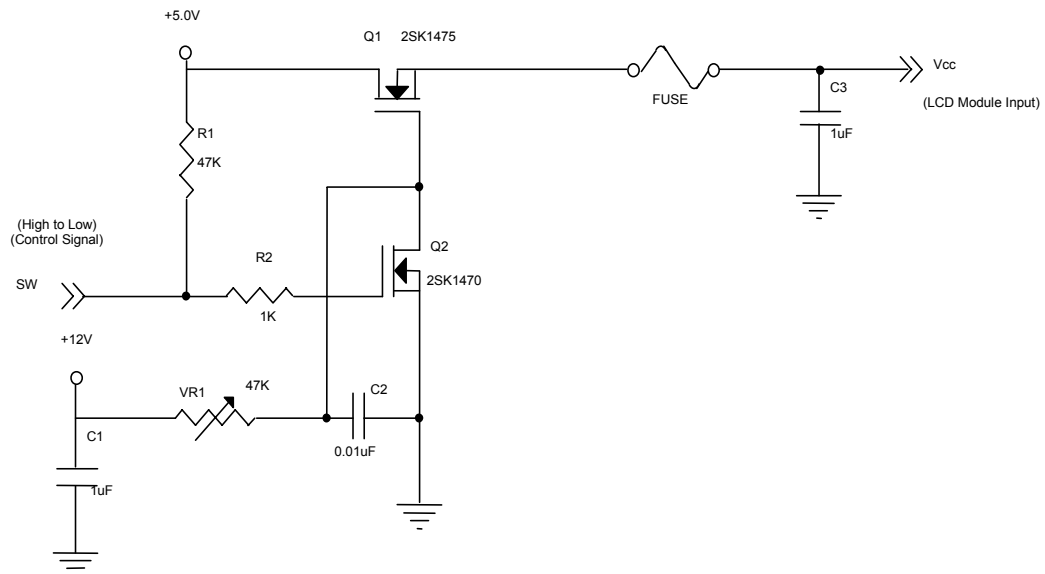 +5.0V
Q1 2SK1475
Vcc
FUSE
C3
(LCD Module Input)
1uF
R1
47K
(High to Low)
(Control Signal)
Q2
R2
SW
2SK1470
1K
+12V
VR1
47K
C2
C1
0.01uF
1uF